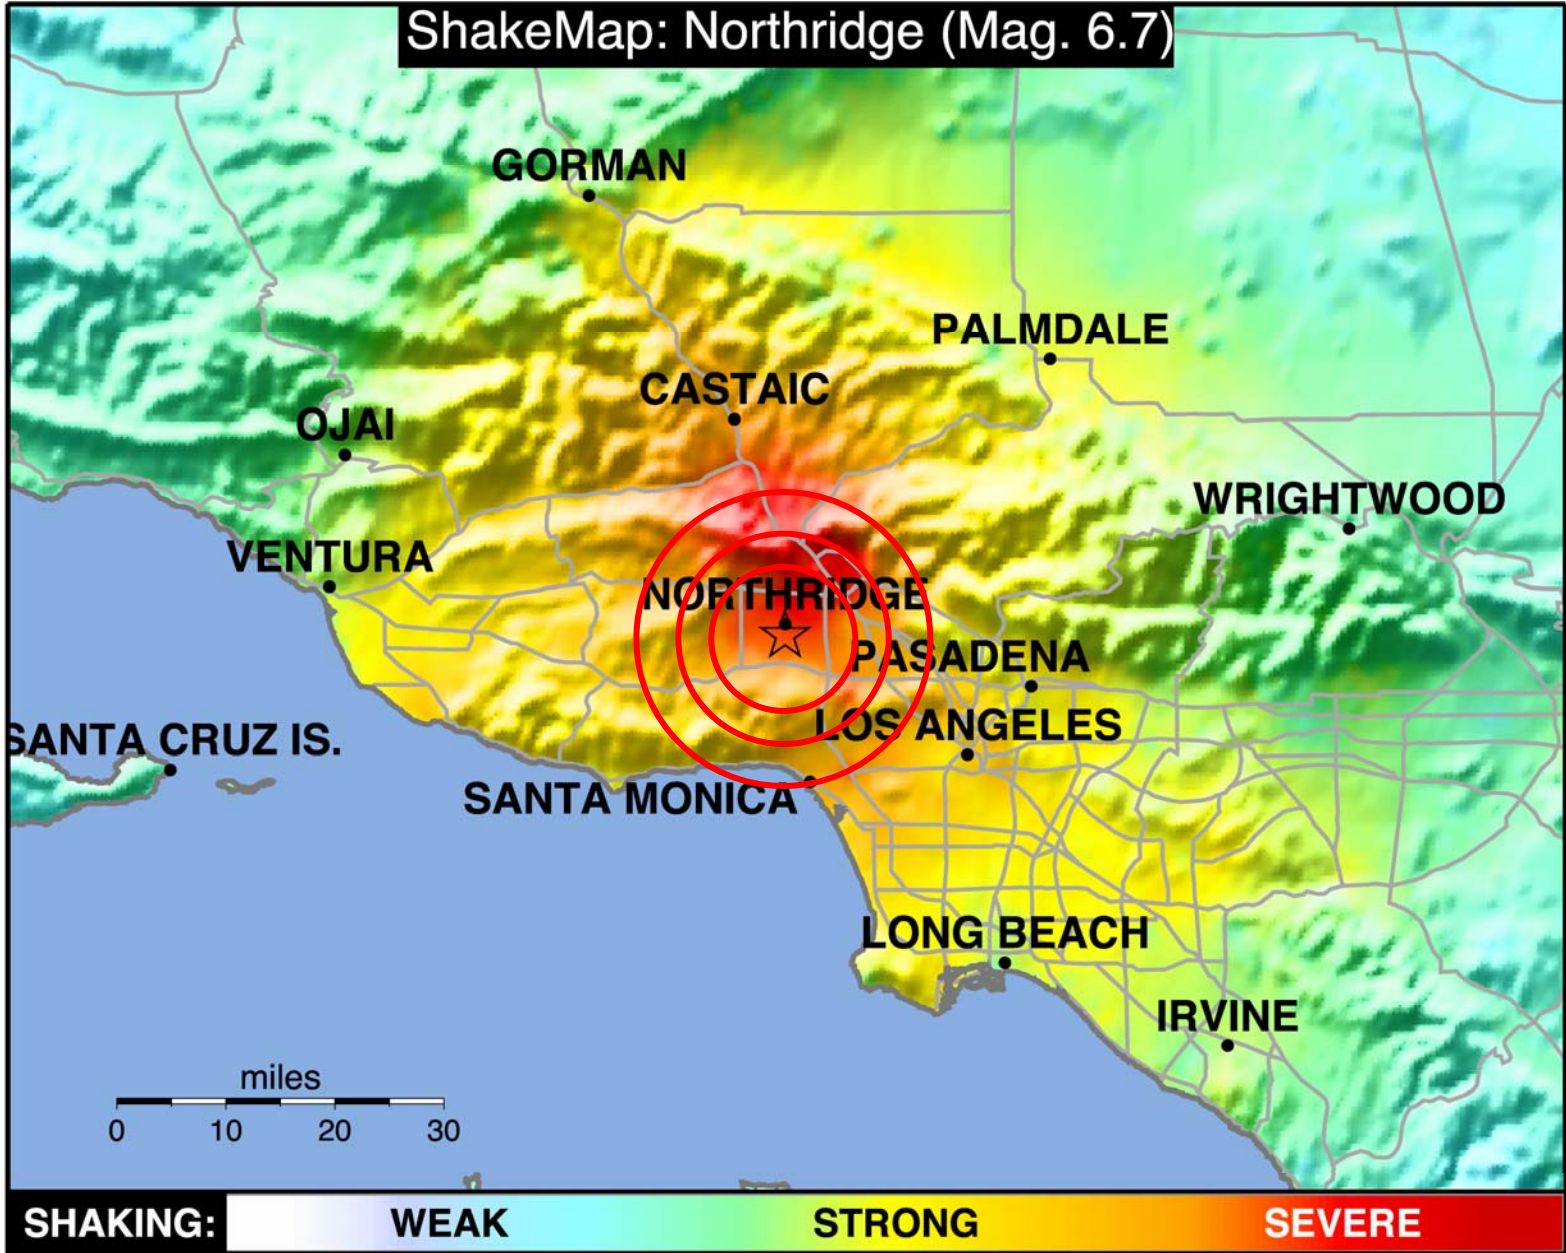 ShakeMap: Northridge (Mag. 6.7)
GORMAN
PALMDALE
CASTAIC
OJAI
WRIGHTWOOD
VENTURA
NORTHRIDGE
PASADENA
LOS ANGELES
SANTA CRUZ IS.
SANTA MONICA
LONG BEACH
IRVINE
miles
0 10 20 30
SHAKING: WEAK STRONG SEVERE